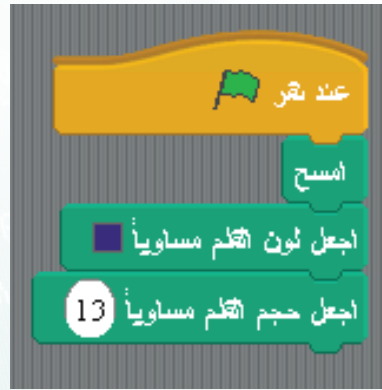 عند نقر
امسح
اجعل لون القلم مساوياً
اجعل حجم القلم مساوياً 13